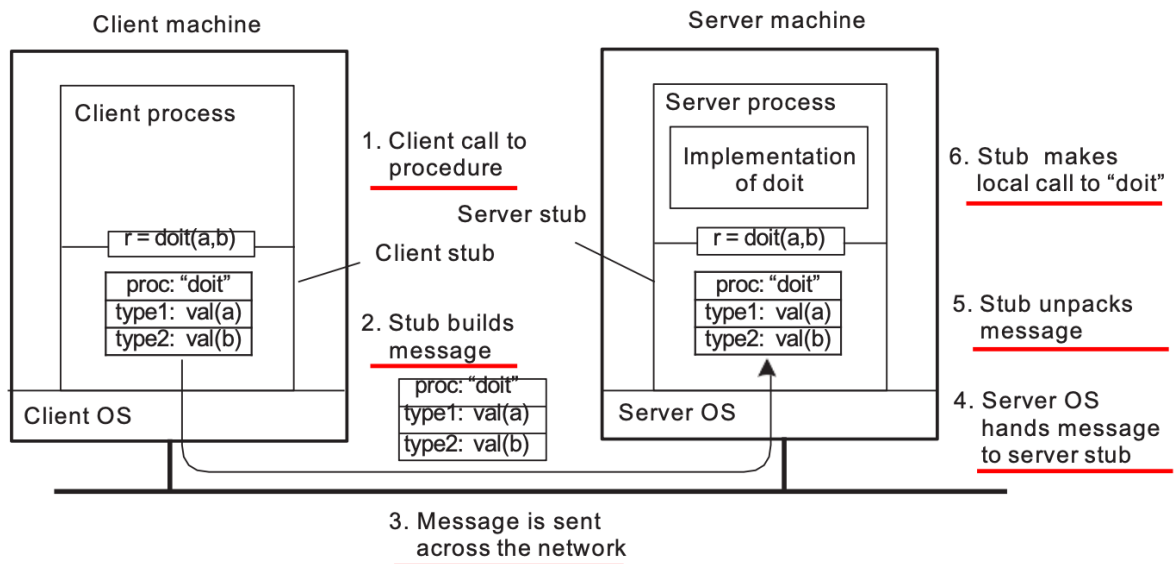 Client machine
Server machine
Client process
Server process
1. Client call to
procedure
Implementation
of doit
6. Stub makes
local call to “doit”
Server stub
r = doit(a,b)
Client stub
r = doit(a,b)
proc: “doit”
type1: val(a)
type2: val(b)
proc: “doit”
type1: val(a)
type2: val(b)
2. Stub builds
message
5. Stub unpacks
message
proc: “doit”
type1: val(a)
type2: val(b)
Client OS
Server OS
4. Server OS
hands message
to server stub
3. Message is sent
across the network